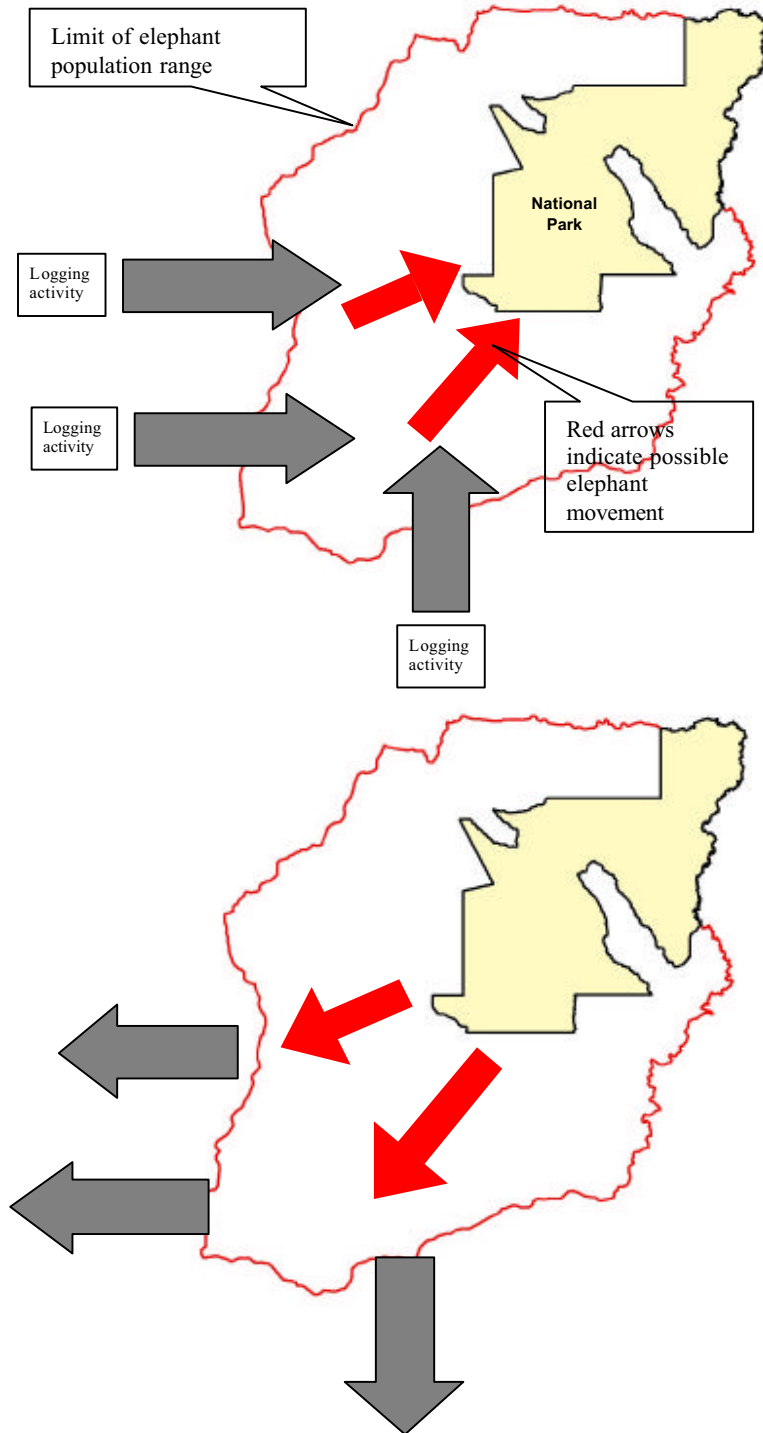 Limit of elephant
population range
National
Park
Logging
activity
Logging
activity
Red arrows
indicate possible
elephant
movement
Logging
activity